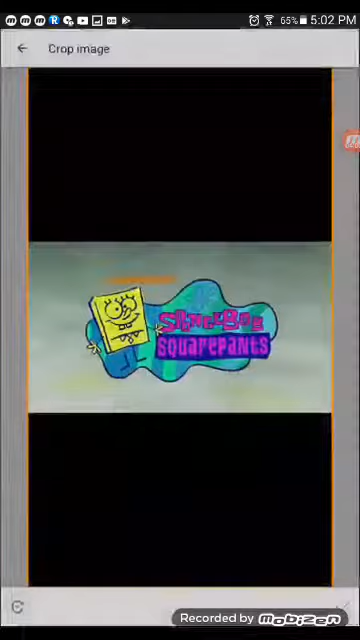 65% 5:02 PM
Crop image
SPONGEBOB
SQUAREPANTS
Recorded by MOBIZEN